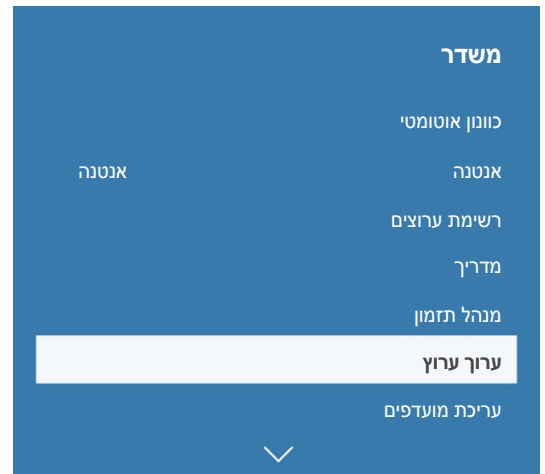 משדר
כוונון אוטומטי
אנטנה אנטנה
רשימת ערוצים
מדריך
מנהל תזמון
ערוך ערוץ
עריכת מועדפים